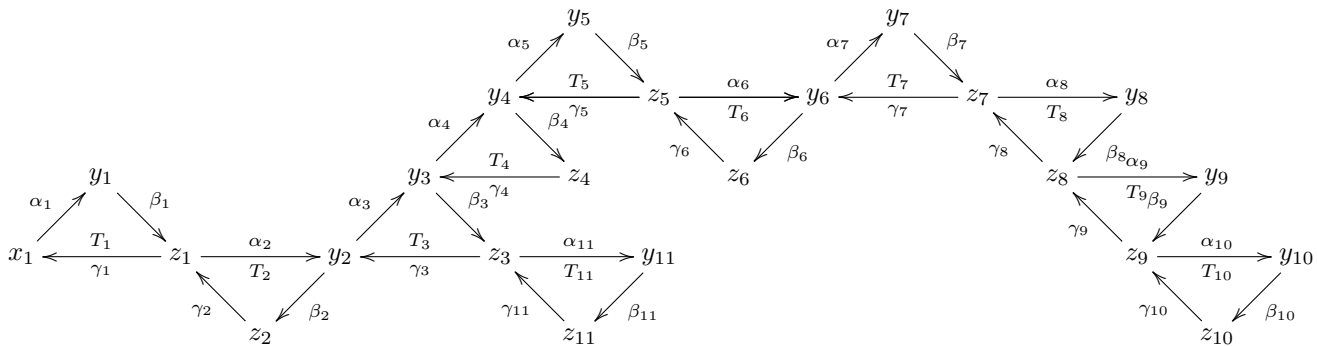 y₅ y₇
α₅ β₅ α₇ β₇
T₅ α₆ T₇ α₈
y₄ z₅ y₆ z₇ y₈
γ₅ T₆ γ₇ T₈
α₄ β₄ γ₆ β₆ γ₈ β₈
T₄ α₉
y₁ y₃ z₄ z₆ z₈ y₉
γ₄ T₉
α₁ β₁ α₃ β₃ γ₉ β₉
T₁ α₂ T₃ α₁₁ α₁₀
x₁ z₁ y₂ z₃ y₁₁ z₉ y₁₀
γ₁ T₂ γ₃ T₁₁ T₁₀
γ₂ β₂ γ₁₁ β₁₁ γ₁₀ β₁₀
z₂ z₁₁ z₁₀